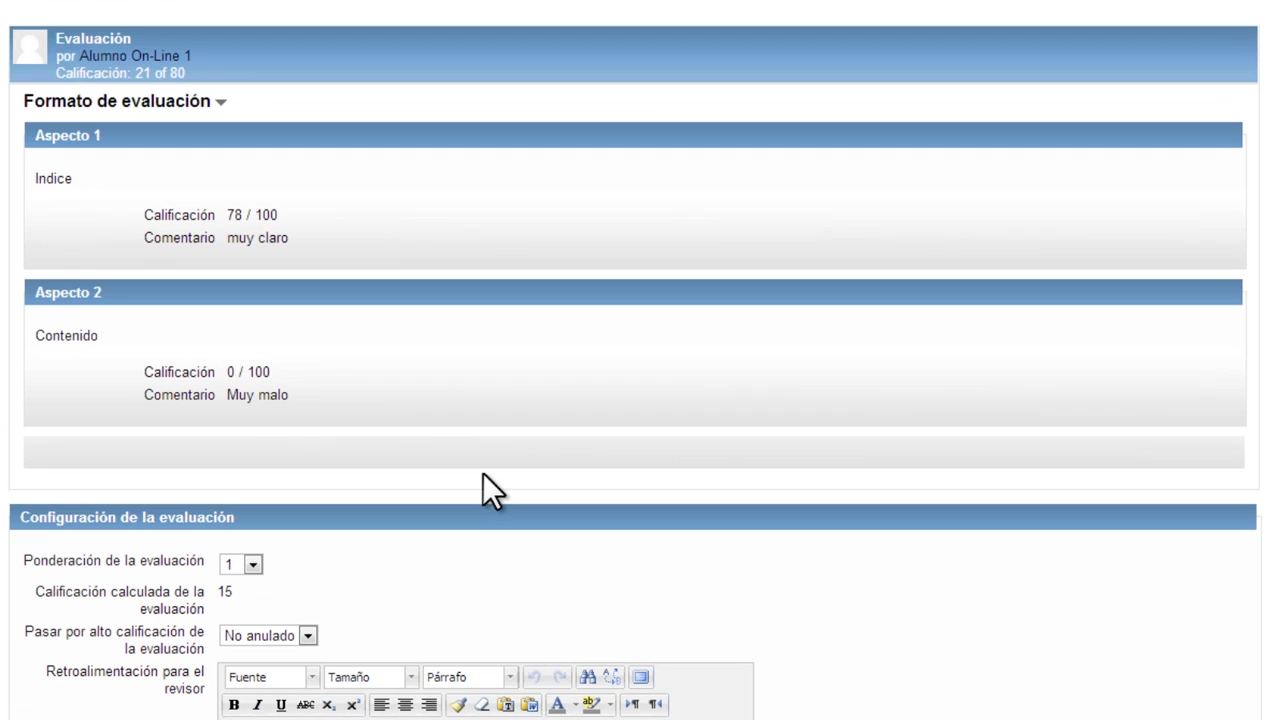 Evaluación
por Alumno On-Line 1
Calificación: 21 of 80
Formato de evaluación
Aspecto 1
Indice
Calificación 78 / 100
Comentario muy claro
Aspecto 2
Contenido
Calificación 0 / 100
Comentario Muy malo
Configuración de la evaluación
Ponderación de la evaluación 1
Calificación calculada de la 15
evaluación
Pasar por alto calificación de No anulado
la evaluación
Retroalimentación para el
revisor
Fuente Tamaño Párrafo
B I U ABC X₂ X²